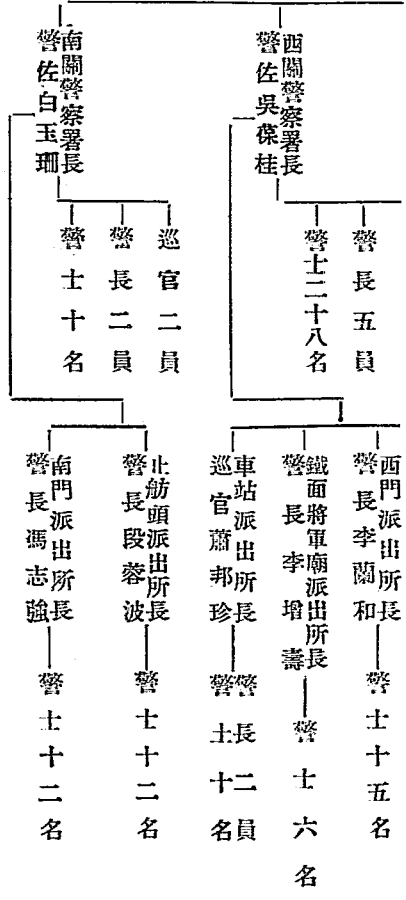 西關警察署長
警佐吳葆桂
警長五員
警士二十八名
西門派出所長
警長李蘭和
警士十五名
鐵面將軍廟派出所長
警長李增壽
警士六名
車站派出所長
巡官蕭邦珍
警長二員
警士十名
南關警察署長
警佐白玉珊
巡官二員
警長二員
警士十名
北舫頭派出所長
警長段蓉波
警士十二名
南門派出所長
警長馮志強
警士十二名